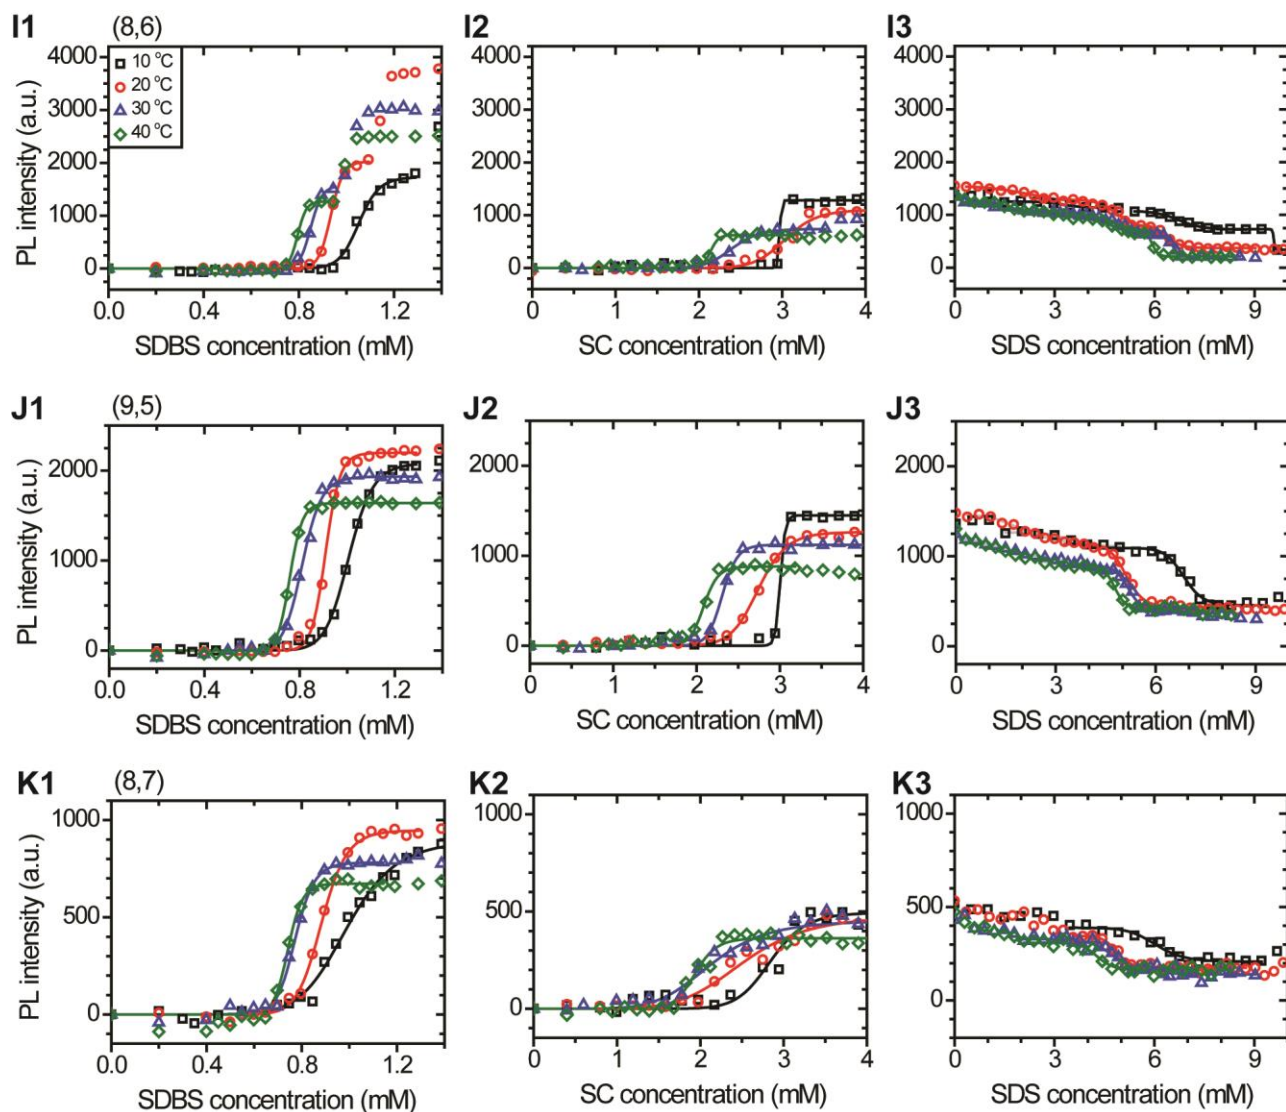 I1 (8,6) I2 I3
4000 4000 4000
10 °C
20 °C
30 °C
40 °C
3000 3000 3000
2000 2000 2000
1000 1000 1000
0 0 0
PL intensity (a.u.)
0.0 0.4 0.8 1.2 0 1 2 3 4 0 3 6 9
SDBS concentration (mM) SC concentration (mM) SDS concentration (mM)
J1 (9,5) J2 J3
2000 2000 2000
1000 1000 1000
0 0 0
PL intensity (a.u.)
0.0 0.4 0.8 1.2 0 1 2 3 4 0 3 6 9
SDBS concentration (mM) SC concentration (mM) SDS concentration (mM)
K1 (8,7) K2 K3
1000 1000 1000
500 500 500
0 0 0
PL intensity (a.u.)
0.0 0.4 0.8 1.2 0 1 2 3 4 0 3 6 9
SDBS concentration (mM) SC concentration (mM) SDS concentration (mM)